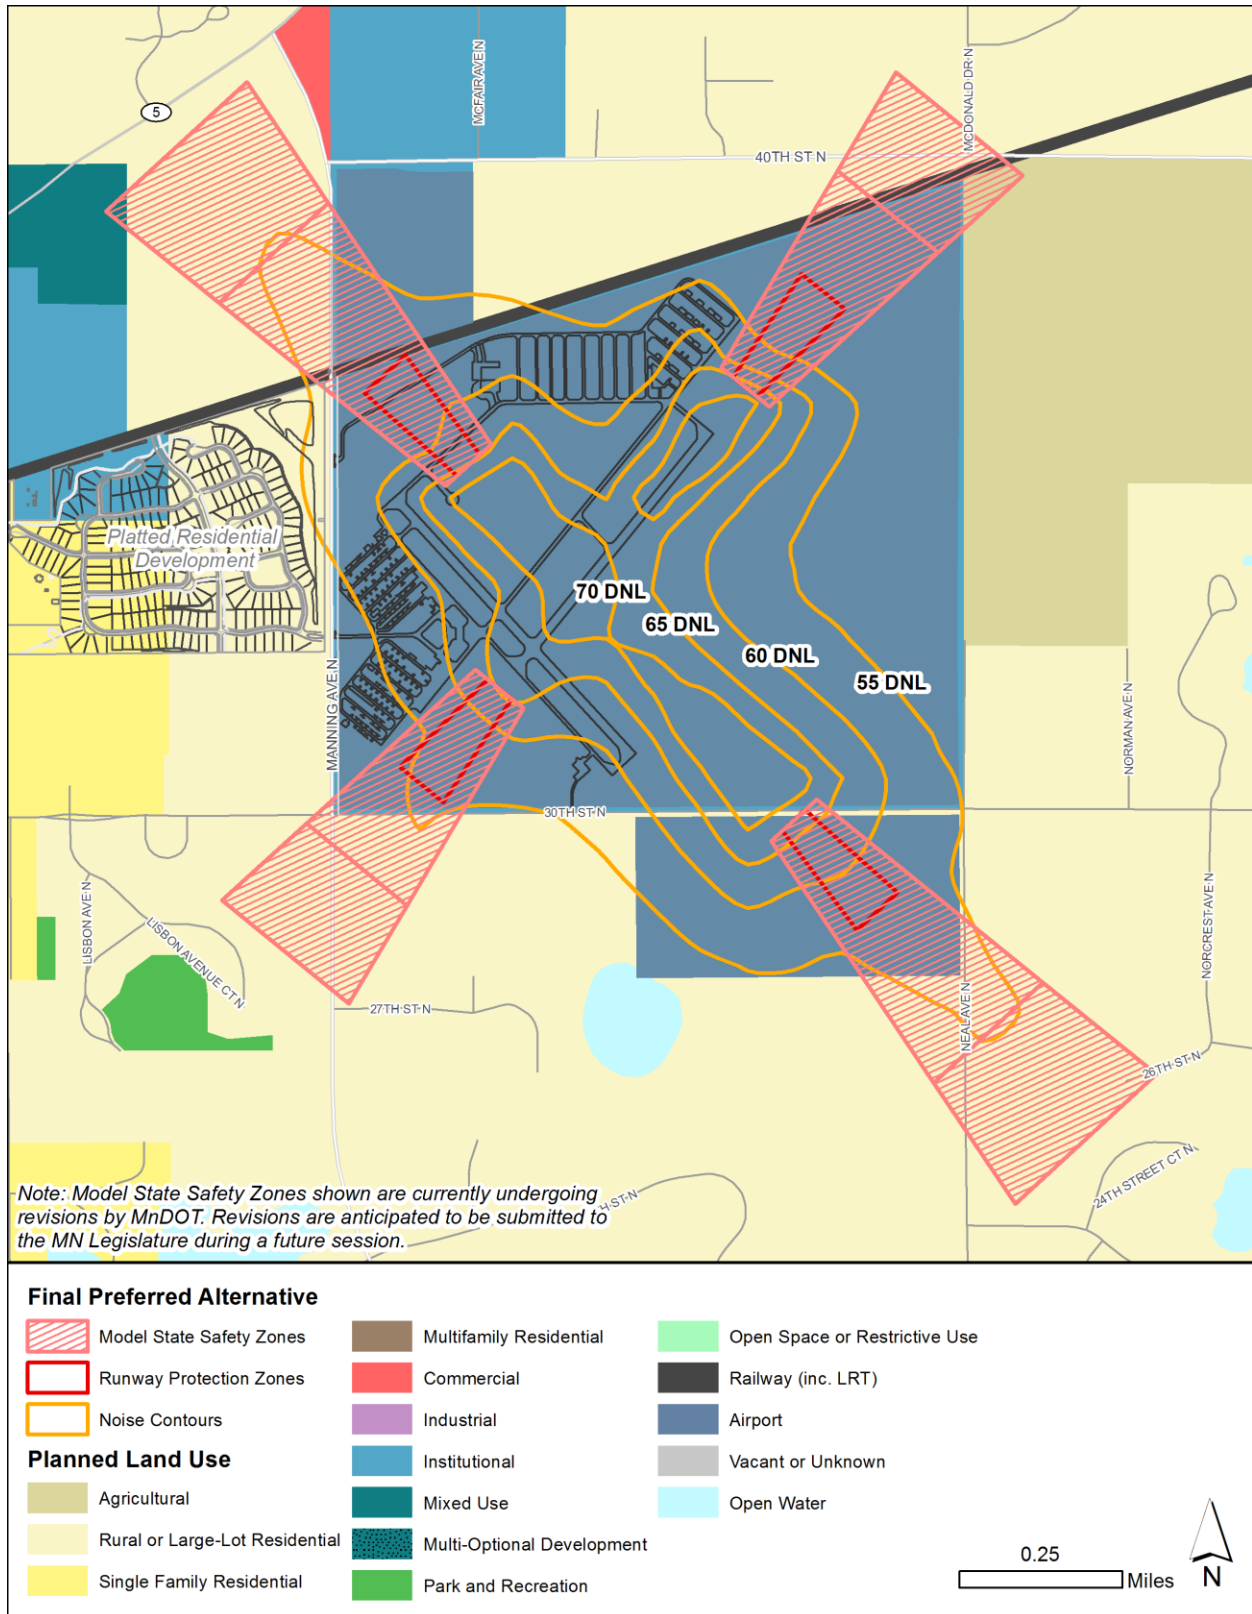 5
MCFAIR AVE N
MCDONALD DR N
40TH ST N
Platted Residential
Development
MANNING AVE N
70 DNL
65 DNL
60 DNL
55 DNL
NORMAN AVE N
30TH ST N
LISBON AVE N
LISBON AVENUE CT N
27TH ST N
NEAL AVE N
NORCREST AVE N
26TH ST N
24TH STREET CT N
H ST N
Note: Model State Safety Zones shown are currently undergoing
revisions by MnDOT. Revisions are anticipated to be submitted to
the MN Legislature during a future session.
Final Preferred Alternative
Model State Safety Zones
Runway Protection Zones
Noise Contours
Planned Land Use
Agricultural
Rural or Large-Lot Residential
Single Family Residential
Multifamily Residential
Commercial
Industrial
Institutional
Mixed Use
Multi-Optional Development
Park and Recreation
Open Space or Restrictive Use
Railway (inc. LRT)
Airport
Vacant or Unknown
Open Water
0.25
Miles
N